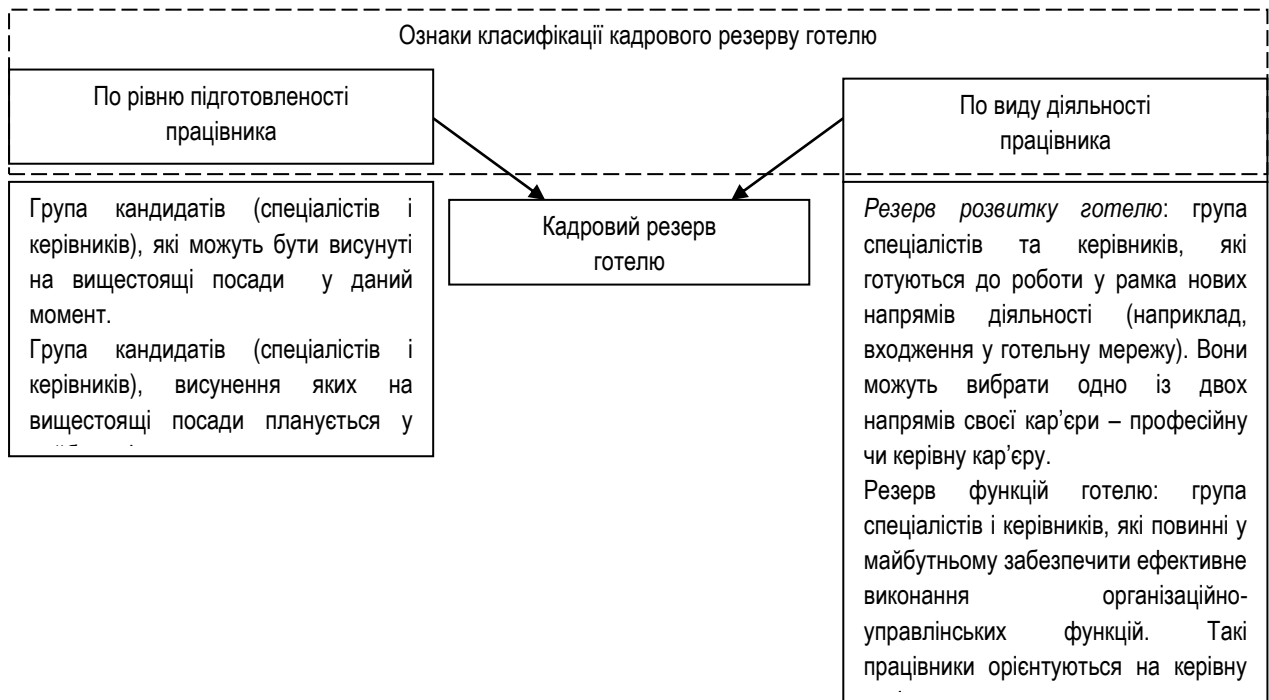 Ознаки класифікації кадрового резерву готелю
По рівню підготовленості
працівника
По виду діяльності
працівника
Кадровий резерв
готелю
Група кандидатів (спеціалістів і
керівників), які можуть бути висунуті
на вищестоящі посади у даний
момент.
Група кандидатів (спеціалістів і
керівників), висунення яких на
вищестоящі посади планується у
Резерв розвитку готелю: група
спеціалістів та керівників, які
готуються до роботи у рамка нових
напрямів діяльності (наприклад,
входження у готельну мережу). Вони
можуть вибрати одно із двох
напрямів своєї кар’єри – професійну
чи керівну кар’єру.
Резерв функцій готелю: група
спеціалістів і керівників, які повинні у
майбутньому забезпечити ефективне
виконання організаційно-
управлінських функцій. Такі
працівники орієнтуються на керівну